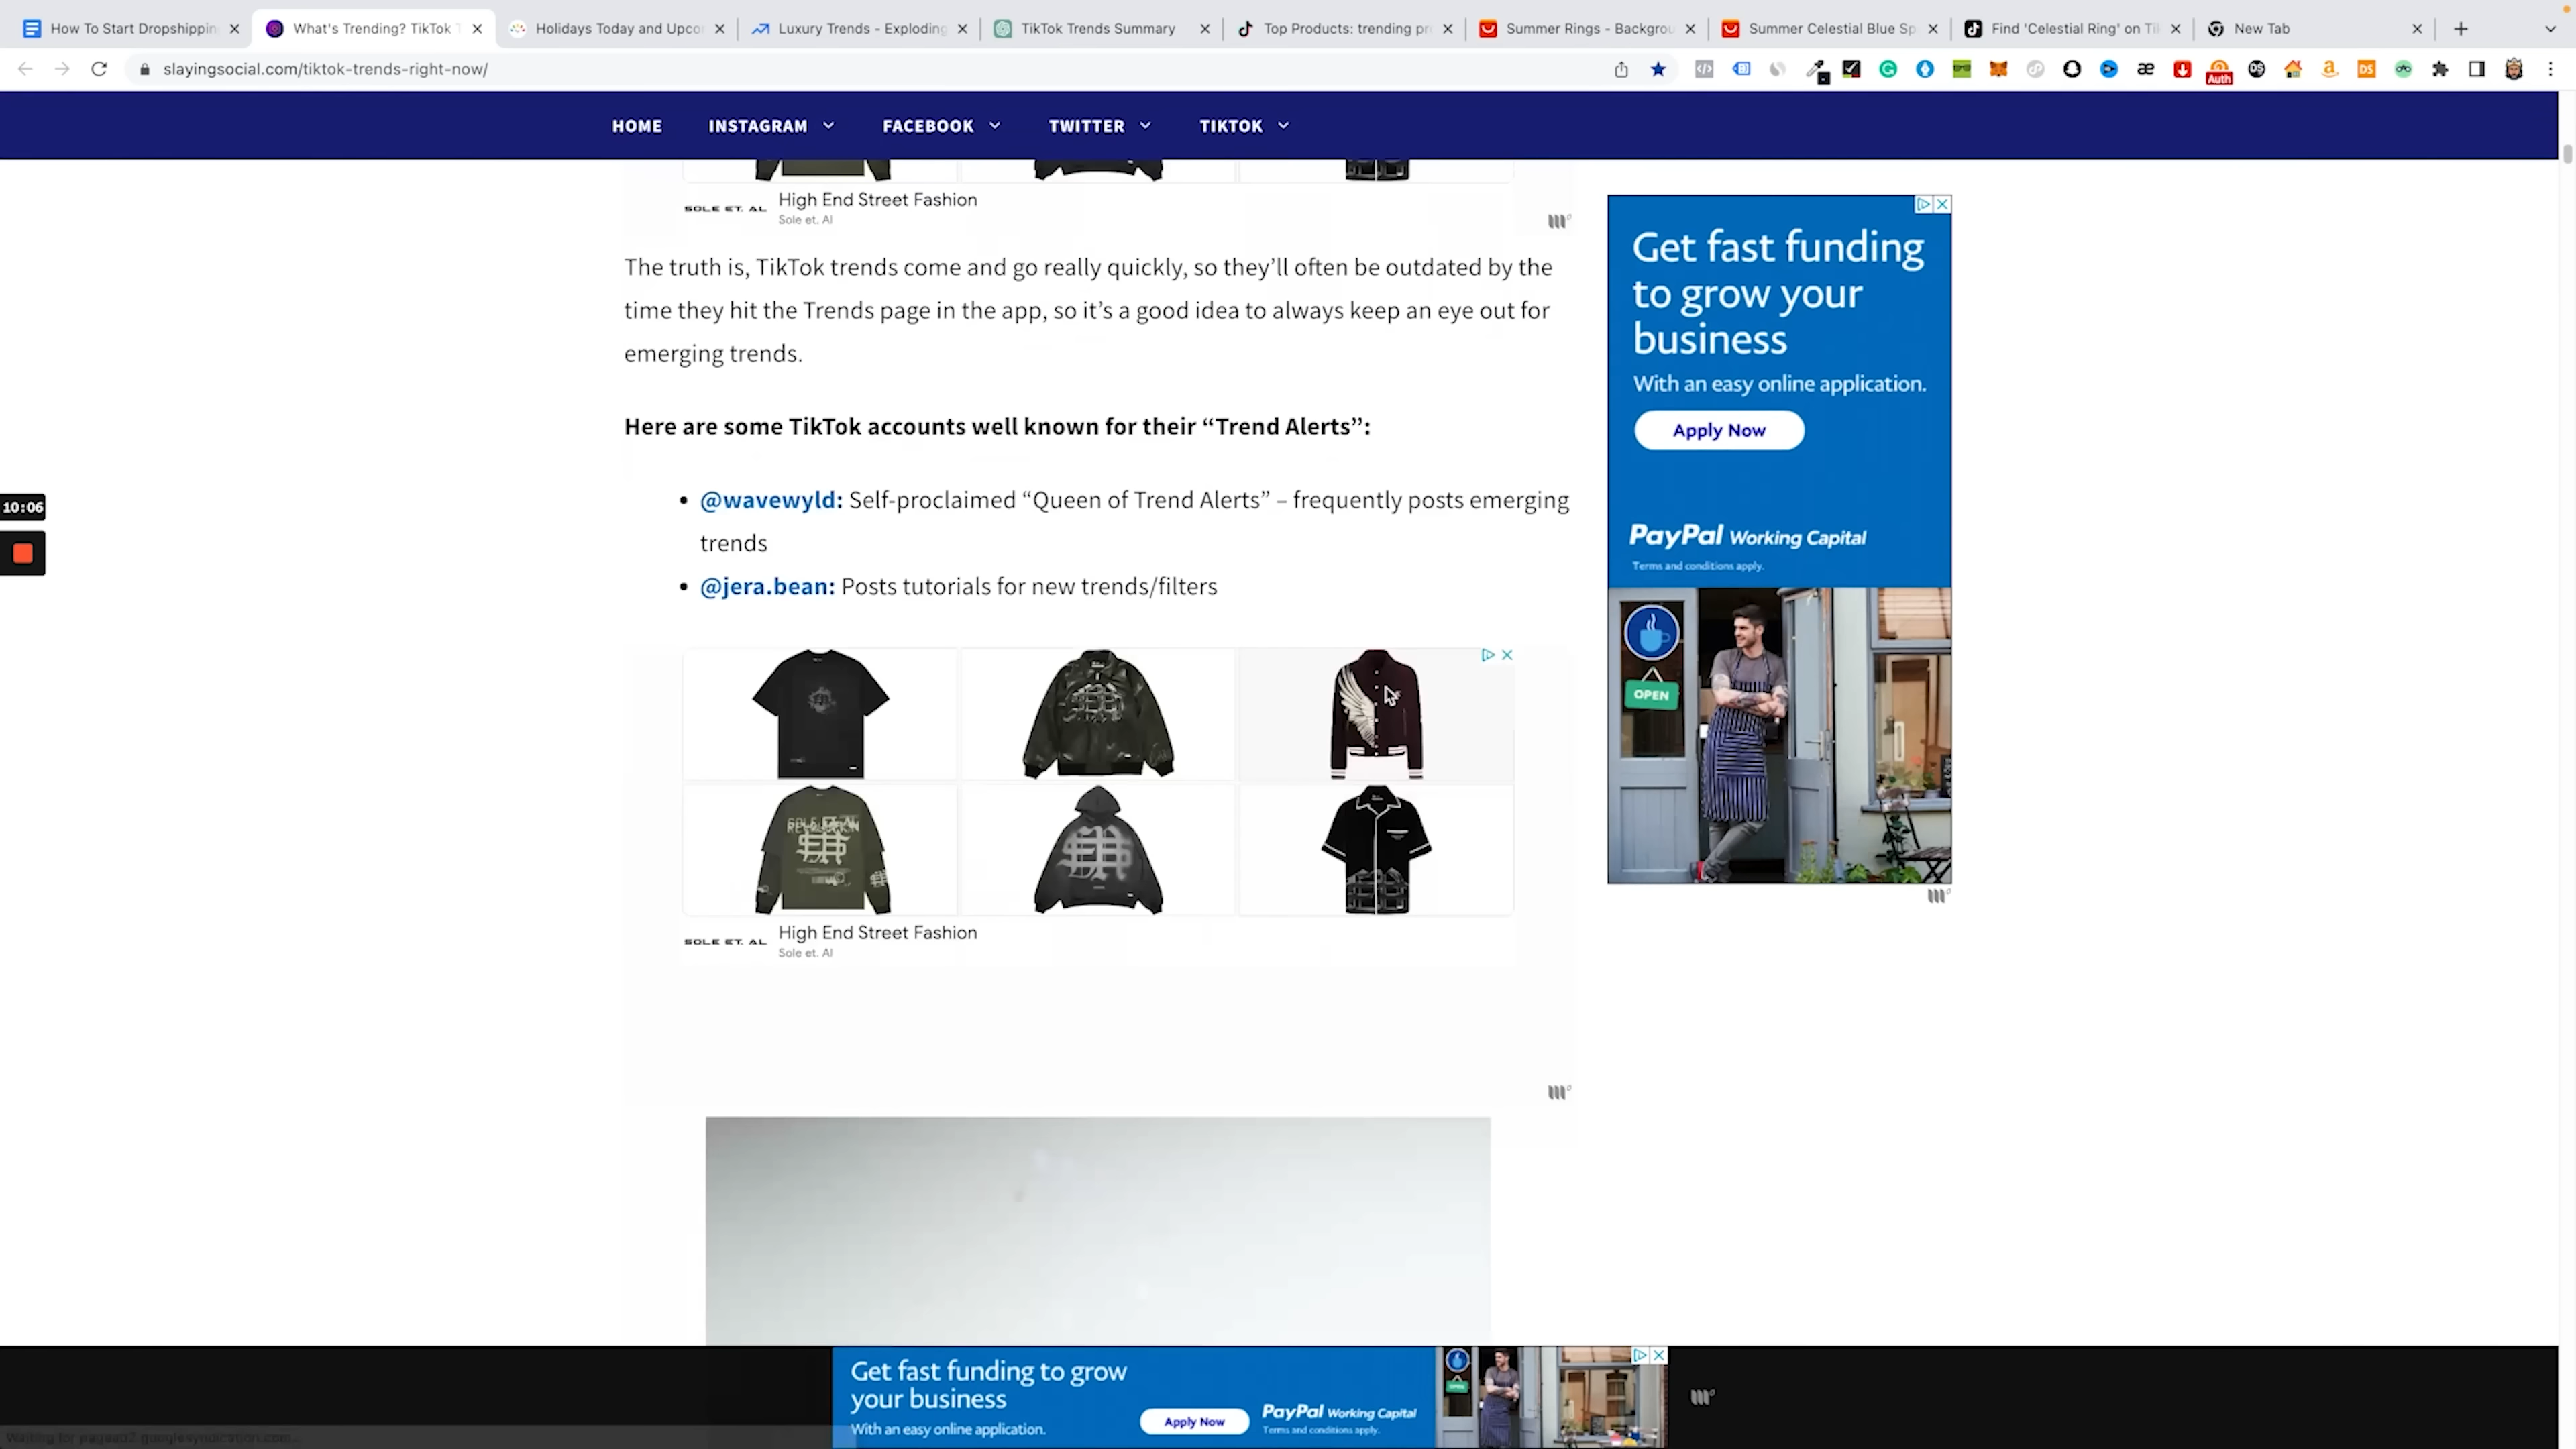 How To Start Dropshippin
What's Trending? TikTok T
Holidays Today and Upco
Luxury Trends - Exploding
TikTok Trends Summary
Top Products: trending pr
Summer Rings - Backgrou
Summer Celestial Blue Sp
Find 'Celestial Ring' on Ti
New Tab
slayingsocial.com/tiktok-trends-right-now/
Auth
HOME
INSTAGRAM
FACEBOOK
TWITTER
TIKTOK
SOLE ET. AL
High End Street Fashion
Sole et. Al
The truth is, TikTok trends come and go really quickly, so they’ll often be outdated by the
time they hit the Trends page in the app, so it’s a good idea to always keep an eye out for
emerging trends.
Here are some TikTok accounts well known for their “Trend Alerts”:
• @wavewyld: Self-proclaimed “Queen of Trend Alerts” – frequently posts emerging
trends
• @jera.bean: Posts tutorials for new trends/filters
10:06
SOLE ET. AL
High End Street Fashion
Sole et. Al
Get fast funding
to grow your
business
With an easy online application.
Apply Now
PayPal Working Capital
Terms and conditions apply.
OPEN
Get fast funding to grow
your business
With an easy online application.
Apply Now
PayPal Working Capital
Terms and conditions apply.
OPEN